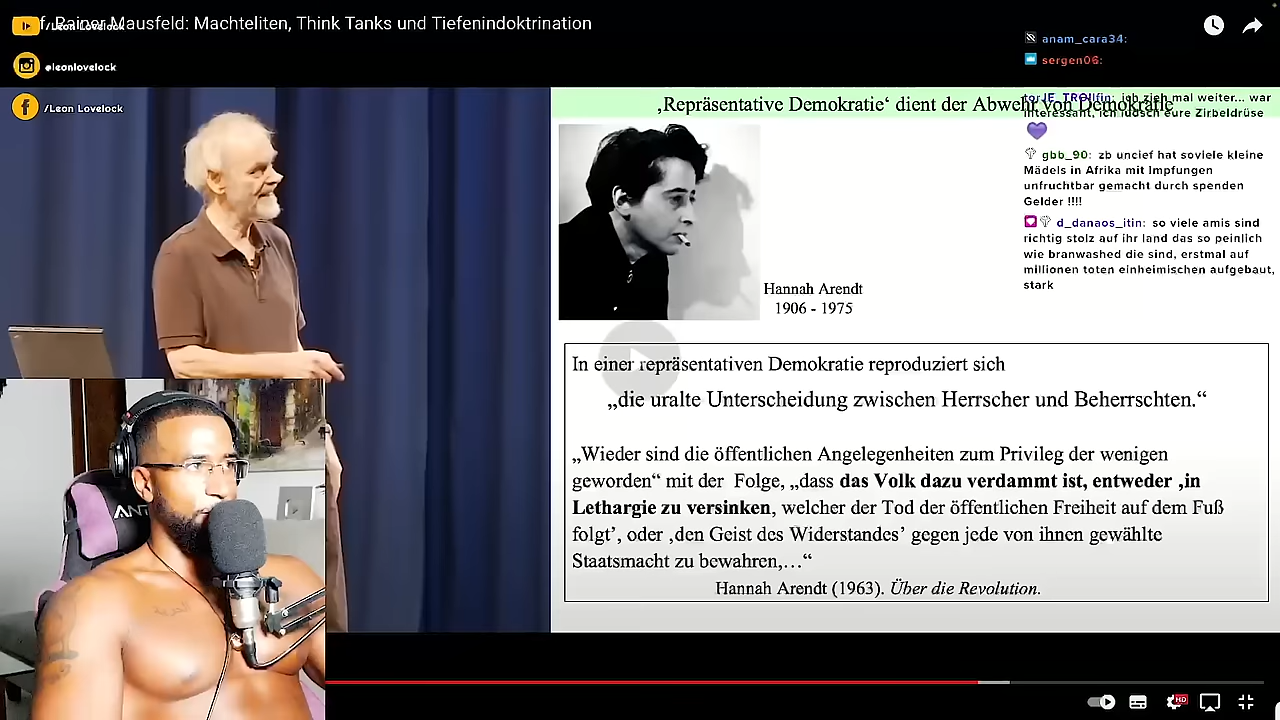 f. Rainer Mausfeld: Machteliten, Think Tanks und Tiefenindoktrination
/Leon Lovelock
@leonlovelock
/Leon Lovelock
anam_cara34:
sergen06:
‚Repräsentative Demokratie‘ dient der Abwehr von Demokratie
torJE_TROllfin: ich zieh mal weiter... war
interessant, ich ludsch eure Zirbeldrüse
gbb_90: zb uncief hat soviele kleine
Mädels in Afrika mit Impfungen
unfruchtbar gemacht durch spenden
Gelder !!!!
d_danaos_itin: so viele amis sind
richtig stolz auf ihr land das so peinlich
wie branwashed die sind, erstmal auf
millionen toten einheimischen aufgebaut,
stark
Hannah Arendt
1906 - 1975
In einer repräsentativen Demokratie reproduziert sich
„die uralte Unterscheidung zwischen Herrscher und Beherrschten.“
„Wieder sind die öffentlichen Angelegenheiten zum Privileg der wenigen
geworden“ mit der Folge, „dass das Volk dazu verdammt ist, entweder ‚in
Lethargie zu versinken, welcher der Tod der öffentlichen Freiheit auf dem Fuß
folgt’, oder ‚den Geist des Widerstandes’ gegen jede von ihnen gewählte
Staatsmacht zu bewahren,…“
Hannah Arendt (1963). Über die Revolution.
HD